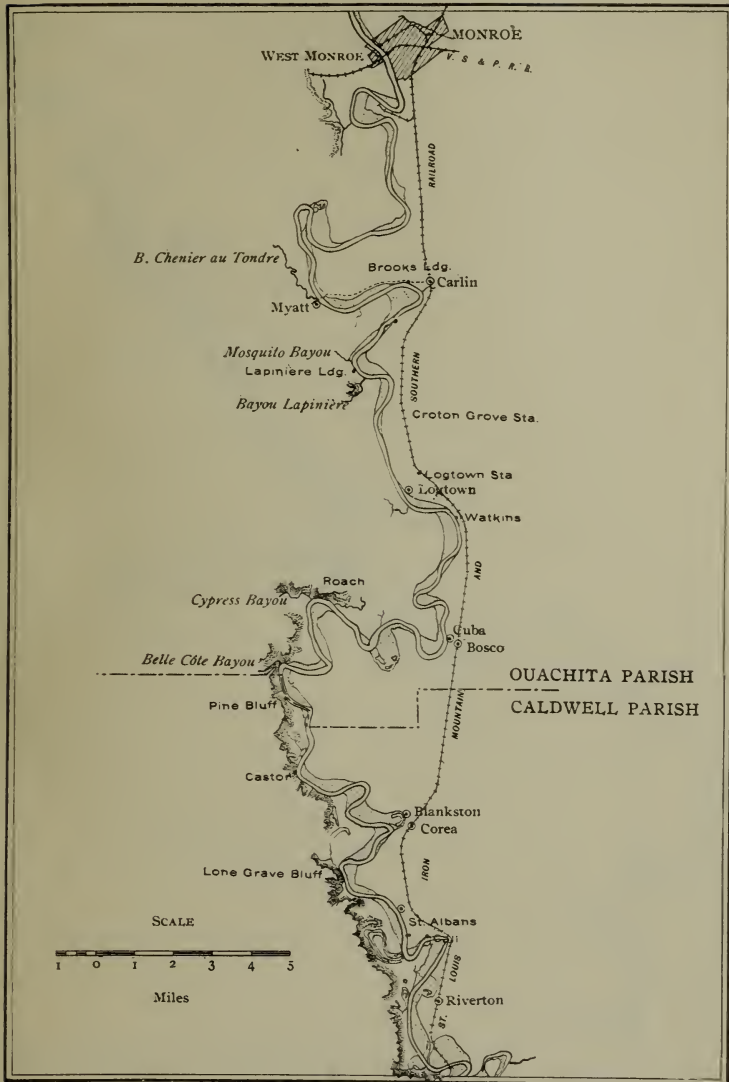 MONROE
WEST MONROE
V. S & P. R. R.
RAILROAD
B. Chenier au Tondre
Brooks Ldg.
Carlin
Myatt
Mosquito Bayou
SOUTHERN
Lapinière Ldg.
Bayou Lapinière
Croton Grove Sta.
Logtown Sta
Logtown
Watkins
AND
Roach
Cypress Bayou
Cuba
Bosco
Belle Côte Bayou
OUACHITA PARISH
CALDWELL PARISH
Pine Bluff
MOUNTAIN
Castor
Blankston
Corea
IRON
Lone Grave Bluff
SCALE
St. Albans
1 0 1 2 3 4 5
LOUIS
Miles
Riverton
ST.